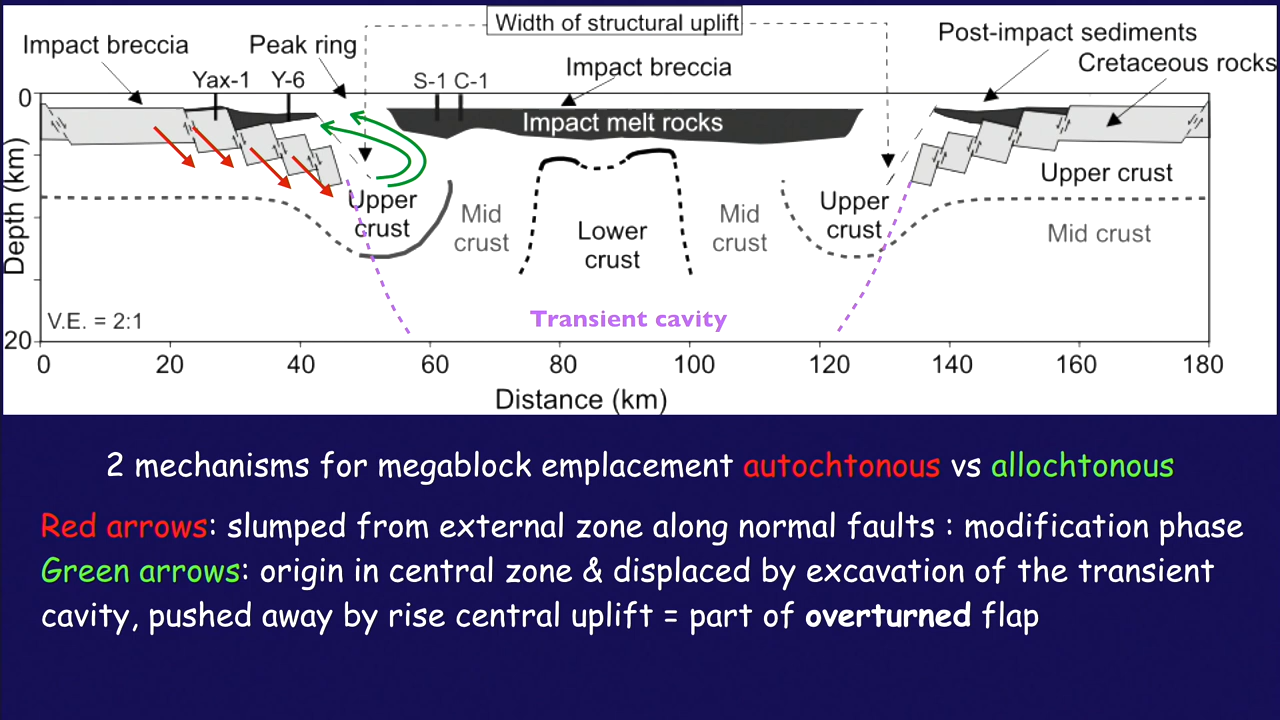 Width of structural uplift
Impact breccia
Peak ring
Post-impact sediments
Cretaceous rocks
Yax-1
Y-6
S-1
C-1
Impact breccia
0
Impact melt rocks
Depth (km)
Upper crust
Upper
crust
Mid
crust
Lower
crust
Mid
crust
Upper
crust
Mid crust
V.E. = 2:1
Transient cavity
20
0
20
40
60
80
100
120
140
160
180
Distance (km)
2 mechanisms for megablock emplacement autochtonous vs allochtonous
Red arrows: slumped from external zone along normal faults : modification phase
Green arrows: origin in central zone & displaced by excavation of the transient
cavity, pushed away by rise central uplift = part of overturned flap